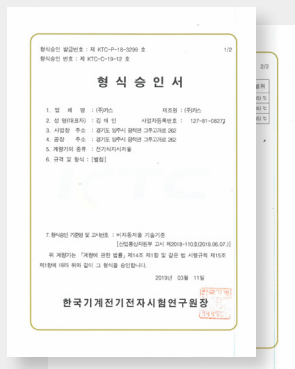 형식승인 발급번호 : 제 KTC-P-18-3299 호
1/2
형식승인 번호 : 제 KTC-C-19-12 호
형 식 승 인 서
1. 업 체 명 : (주)카스 제조원 : (주)카스
2. 성 명(대표자) : 김 태 인 사업자등록번호 : 127-81-08272
3. 사업장 주소 : 경기도 양주시 광적면 그루고개로 262
4. 공장 주소 : 경기도 양주시 광적면 그루고개로 262
5. 계량기의 종류 : 전기식지시저울
6. 규격 및 형식 : [별첨]
7. 형식승인 기준명 및 고시번호 : 비자동저울 기술기준
[산업통상자원부 고시 제2018-110호(2018.06.07.)]
위 계량기는 「계량에 관한 법률」 제14조 제1항 및 같은 법 시행규칙 제15조
제1항에 따라 위와 같이 그 형식을 승인합니다.
2019년 03월 11일
한국기계전기전자시험연구원장
2/2